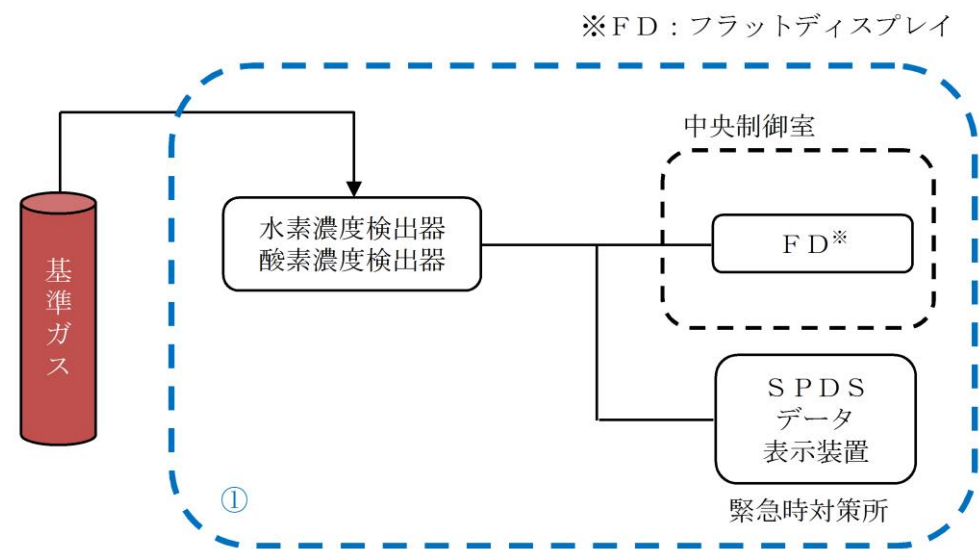 ※ＦＤ：フラットディスプレイ
中央制御室
水素濃度検出器
酸素濃度検出器
ＦＤ※
基準ガス
ＳＰＤＳ
データ
表示装置
緊急時対策所
①